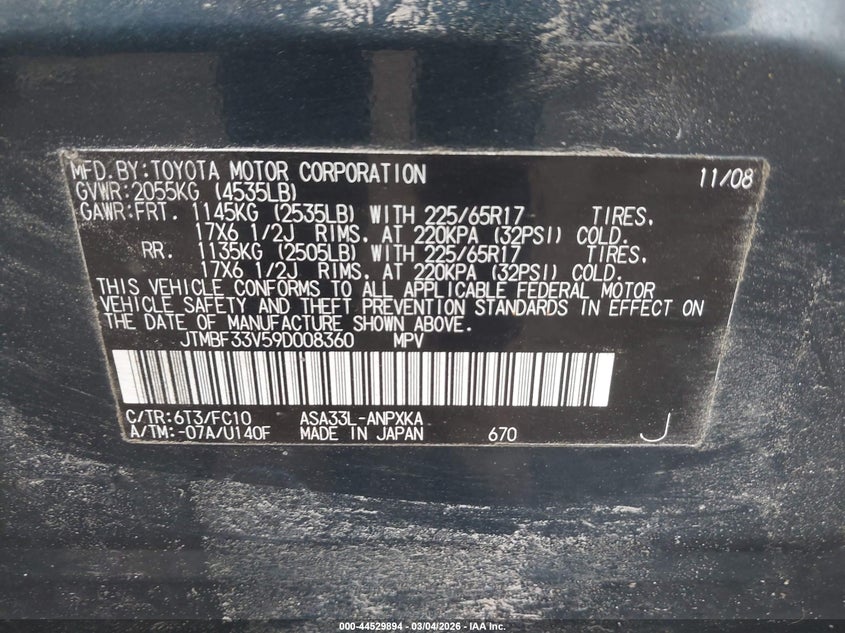 MFD.BY:TOYOTA MOTOR CORPORATION 11/08
GVWR:2055KG (4535LB)
GAWR:FRT. 1145KG (2535LB) WITH 225/65R17 TIRES,
17X6 1/2J RIMS, AT 220KPA (32PSI) COLD.
RR. 1135KG (2505LB) WITH 225/65R17 TIRES,
17X6 1/2J RIMS, AT 220KPA (32PSI) COLD.
THIS VEHICLE CONFORMS TO ALL APPLICABLE FEDERAL MOTOR
VEHICLE SAFETY AND THEFT PREVENTION STANDARDS IN EFFECT ON
THE DATE OF MANUFACTURE SHOWN ABOVE.
JTMBF33V59D008360 MPV
C/TR:6T3/FC10 ASA33L-ANPXKA
A/TM:-07A/U140F MADE IN JAPAN 670 J
000-44529894 - 03/04/2026 - IAA Inc.